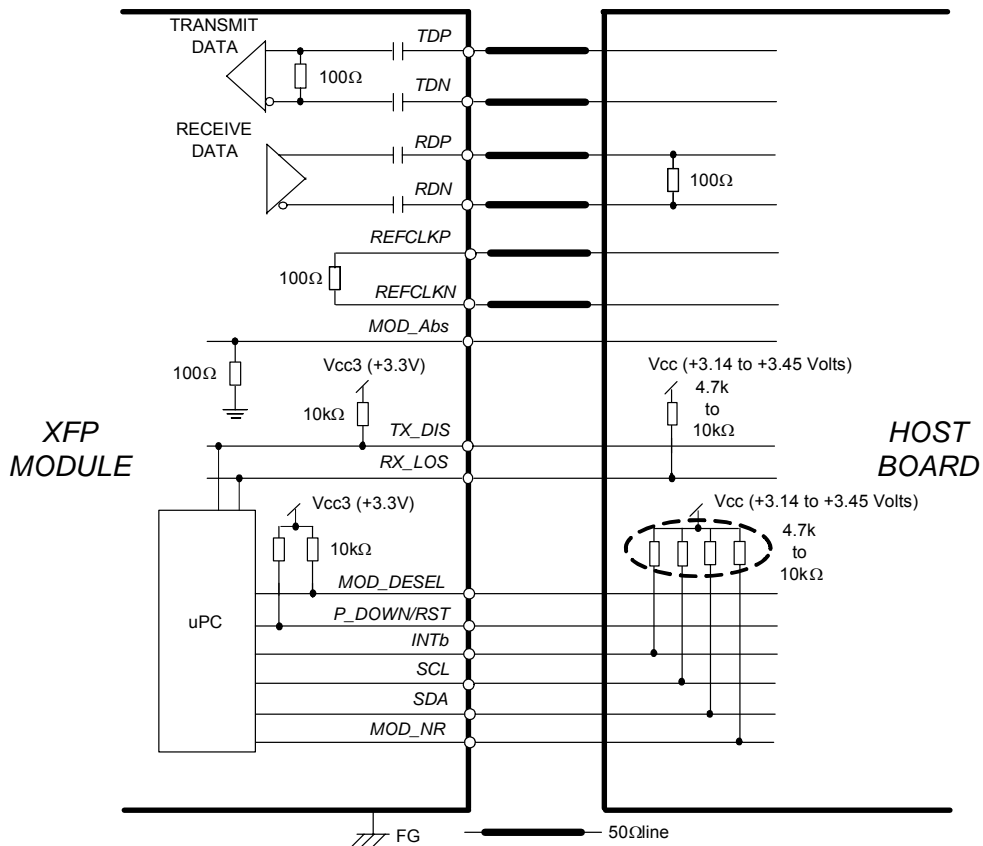 TRANSMIT
DATA
TDP
100Ω
TDN
RECEIVE
DATA
RDP
100Ω
RDN
REFCLKP
100Ω
REFCLKN
MOD_Abs
100Ω
Vcc3 (+3.3V)
10kΩ
TX_DIS
RX_LOS
Vcc (+3.14 to +3.45 Volts)
4.7k
to
10kΩ
XFP
MODULE
HOST
BOARD
Vcc3 (+3.3V)
10kΩ
Vcc (+3.14 to +3.45 Volts)
4.7k
to
10kΩ
MOD_DESEL
P_DOWN/RST
uPC
INTb
SCL
SDA
MOD_NR
FG
50Ωline